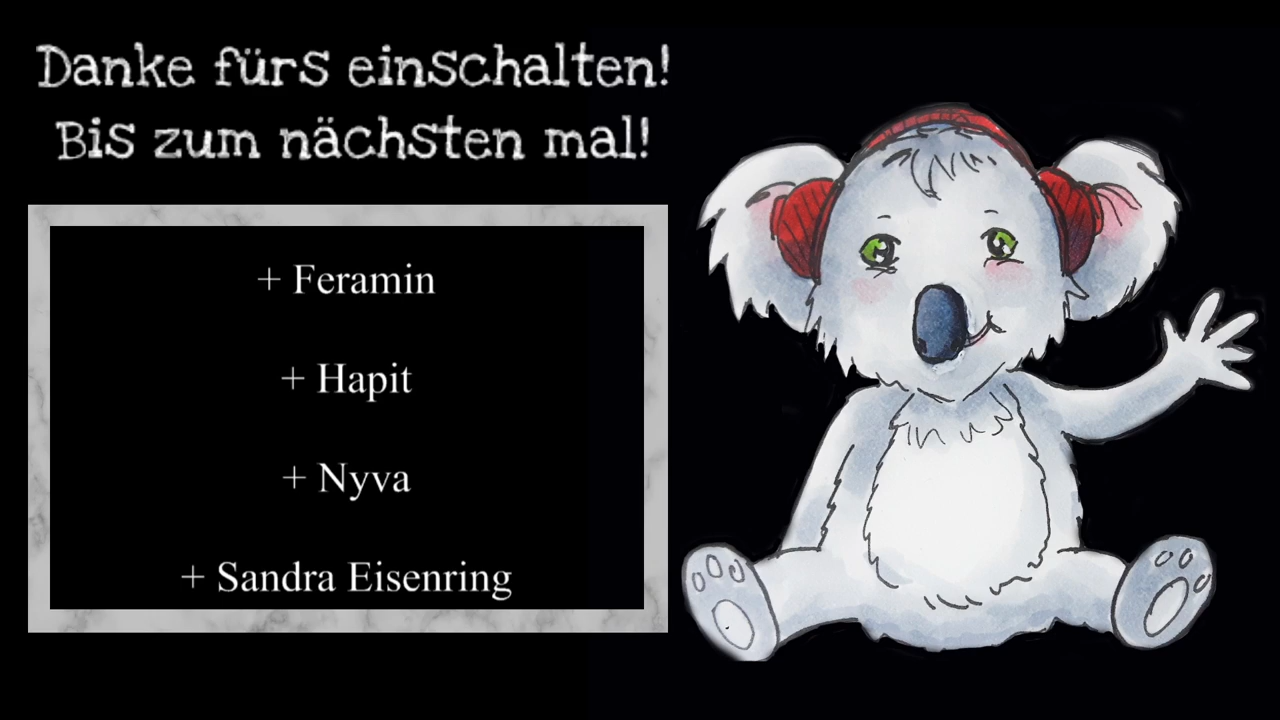 Danke fürs einschalten!
Bis zum nächsten mal!
+ Feramin
+ Hapit
+ Nyva
+ Sandra Eisenring